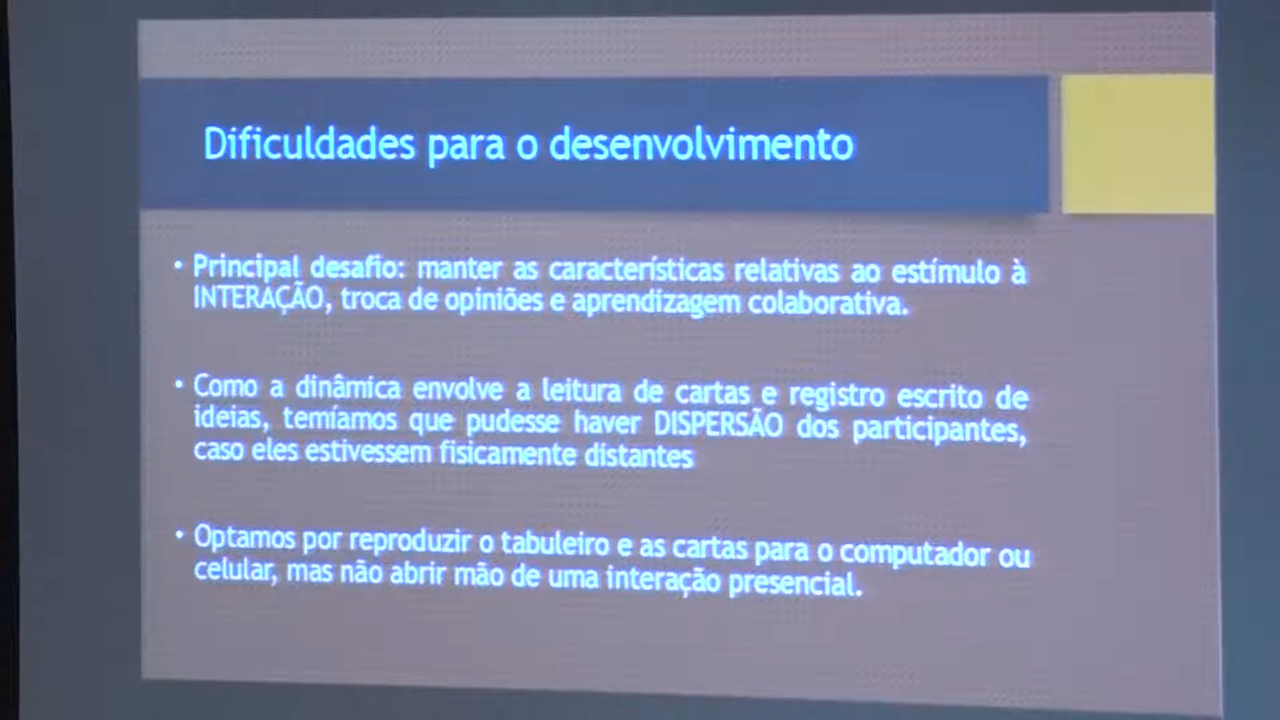 Dificuldades para o desenvolvimento
• Principal desafio: manter as características relativas ao estímulo à
INTERAÇÃO, troca de opiniões e aprendizagem colaborativa.
• Como a dinâmica envolve a leitura de cartas e registro escrito de
ideias, temíamos que pudesse haver DISPERSÃO dos participantes,
caso eles estivessem fisicamente distantes
• Optamos por reproduzir o tabuleiro e as cartas para o computador ou
celular, mas não abrir mão de uma interação presencial.